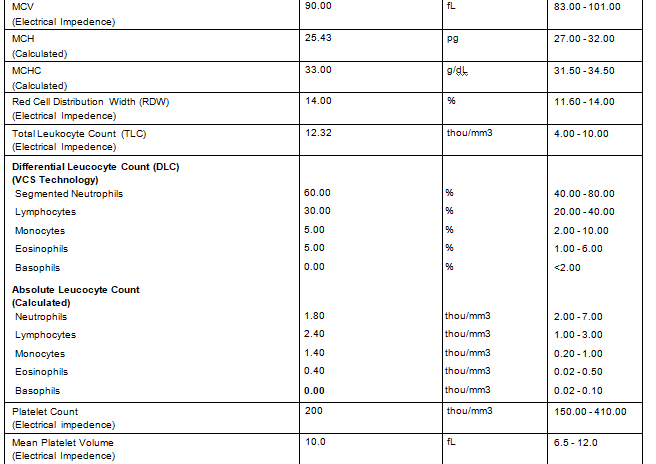 MCV 90.00 fL 83.00 - 101.00
(Electrical Impedence)
MCH 25.43 pg 27.00 - 32.00
(Calculated)
MCHC 33.00 g/dL 31.50 - 34.50
(Calculated)
Red Cell Distribution Width (RDW) 14.00 % 11.60 - 14.00
(Electrical Impedence)
Total Leukocyte Count (TLC) 12.32 thou/mm3 4.00 - 10.00
(Electrical Impedence)
Differential Leucocyte Count (DLC)
(VCS Technology)
Segmented Neutrophils 60.00 % 40.00 - 80.00
Lymphocytes 30.00 % 20.00 - 40.00
Monocytes 5.00 % 2.00 - 10.00
Eosinophils 5.00 % 1.00 - 6.00
Basophils 0.00 % <2.00
Absolute Leucocyte Count
(Calculated)
Neutrophils 1.80 thou/mm3 2.00 - 7.00
Lymphocytes 2.40 thou/mm3 1.00 - 3.00
Monocytes 1.40 thou/mm3 0.20 - 1.00
Eosinophils 0.40 thou/mm3 0.02 - 0.50
Basophils 0.00 thou/mm3 0.02 - 0.10
Platelet Count 200 thou/mm3 150.00 - 410.00
(Electrical impedence)
Mean Platelet Volume 10.0 fL 6.5 - 12.0
(Electrical Impedence)